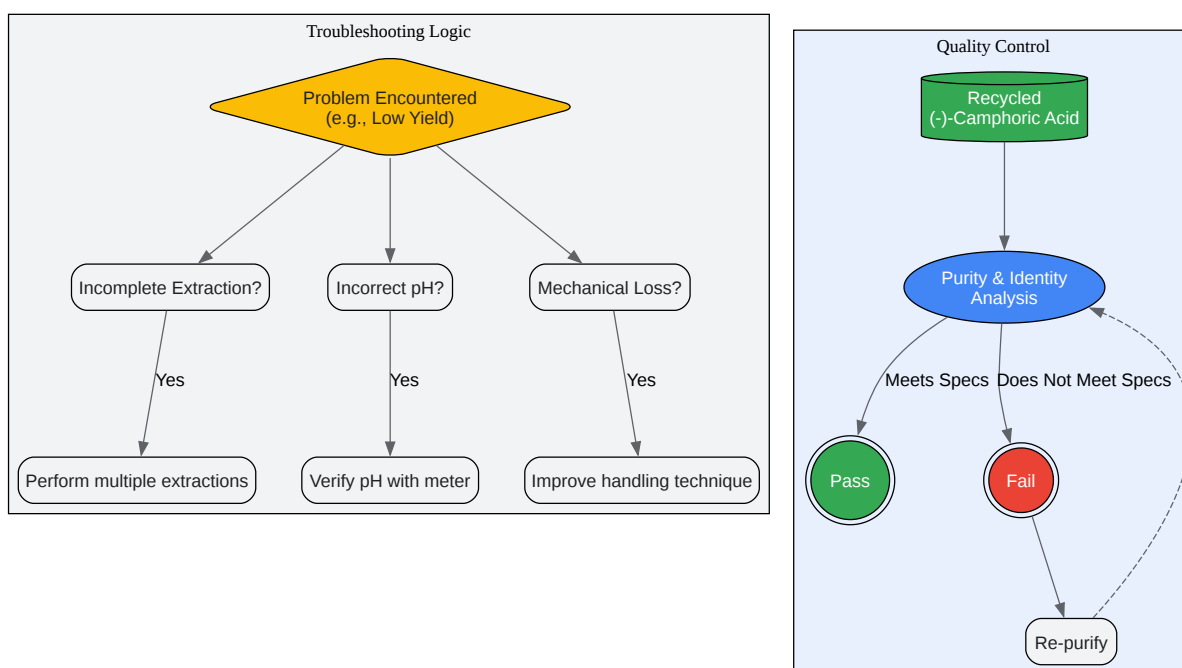 Troubleshooting Logic
Problem Encountered
(e.g., Low Yield)
Incomplete Extraction?
Incorrect pH?
Mechanical Loss?
Yes
Yes
Yes
Perform multiple extractions
Verify pH with meter
Improve handling technique
Quality Control
Recycled
(-)-Camphoric Acid
Purity & Identity
Analysis
Meets Specs
Does Not Meet Specs
Pass
Fail
Re-purify